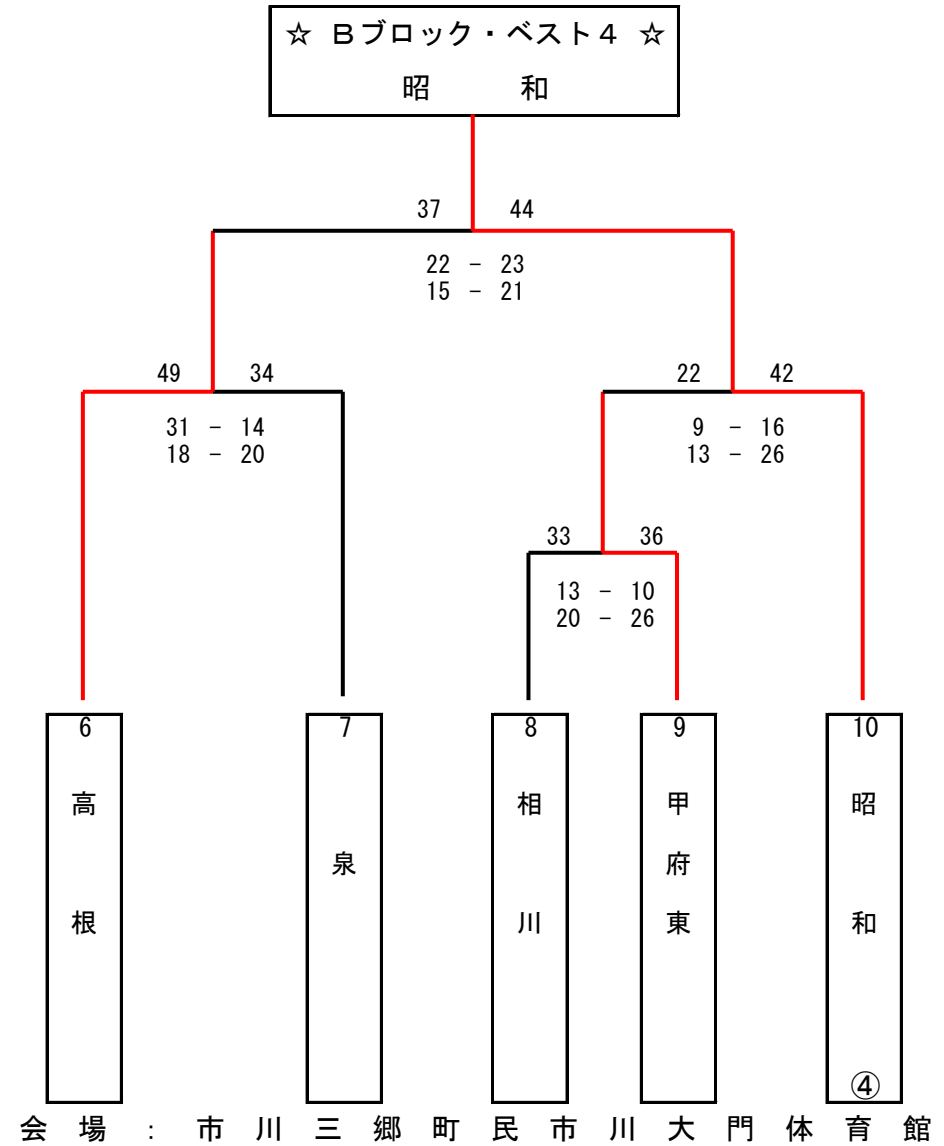 ☆ Bブロック・ベスト4 ☆
昭 和
37 44
22 - 23
15 - 21
49 34
31 - 14
18 - 20
22 42
9 - 16
13 - 26
33 36
13 - 10
20 - 26
6
高根
7
泉
8
相川
9
甲府東
10
昭和
④
会場:市川三郷町民市川大門体育館